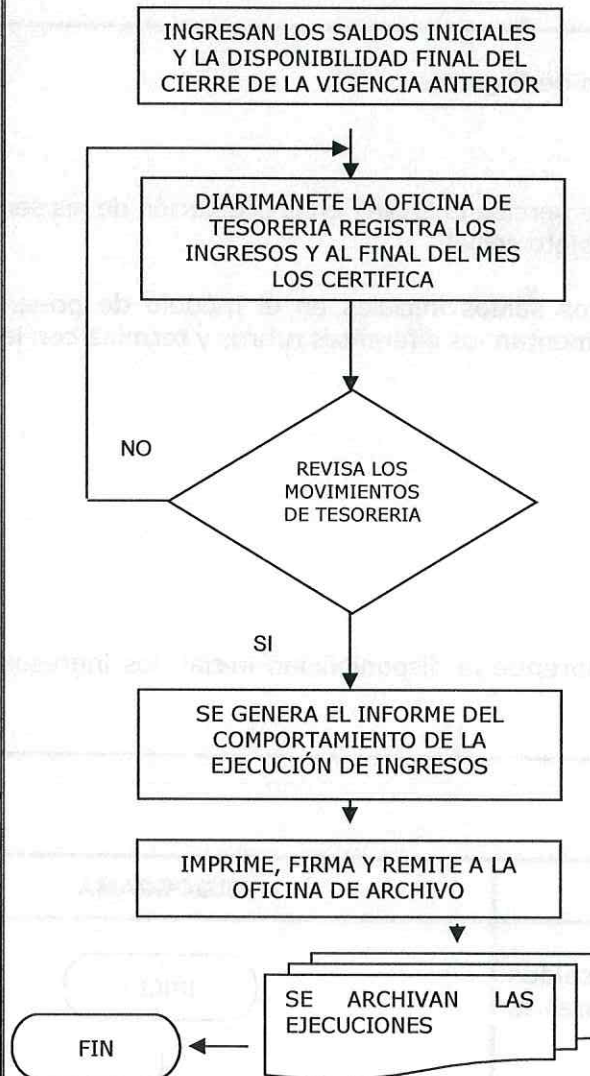 INGRESAN LOS SALDOS INICIALES
Y LA DISPONIBILIDAD FINAL DEL
CIERRE DE LA VIGENCIA ANTERIOR
DIARIMANETE LA OFICINA DE
TESORERIA REGISTRA LOS
INGRESOS Y AL FINAL DEL MES
LOS CERTIFICA
NO
REVISA LOS
MOVIMIENTOS
DE TESORERIA
SI
SE GENERA EL INFORME DEL
COMPORTAMIENTO DE LA
EJECUCIÓN DE INGRESOS
IMPRIME, FIRMA Y REMITE A LA
OFICINA DE ARCHIVO
SE ARCHIVAN LAS
EJECUCIONES
FIN